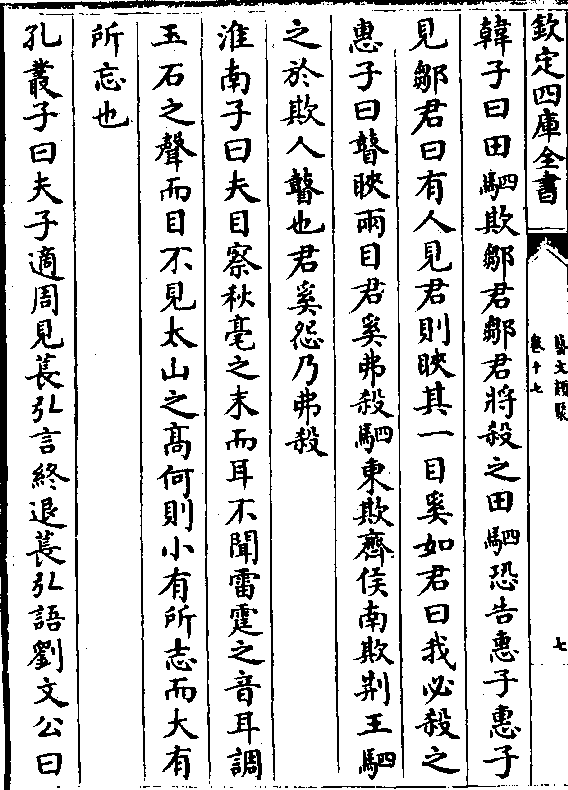 欽定四庫全書
藝文類聚
卷十七
七
韓子曰田駟欺鄒君鄒君將殺之田駟恐告惠子惠子
見鄒君曰有人見君則䀹其一目奚如君曰我必殺之
惠子曰瞽䀹兩目君奚弗殺駟東欺齊侯南欺荆王駟
之於欺人瞽也君奚怨乃弗殺
淮南子曰夫目察秋毫之末而耳不聞雷霆之音耳調
玉石之聲而目不見太山之髙何則小有所志而大有
所忘也
孔叢子曰夫子適周見萇弘言終退萇弘語劉文公曰